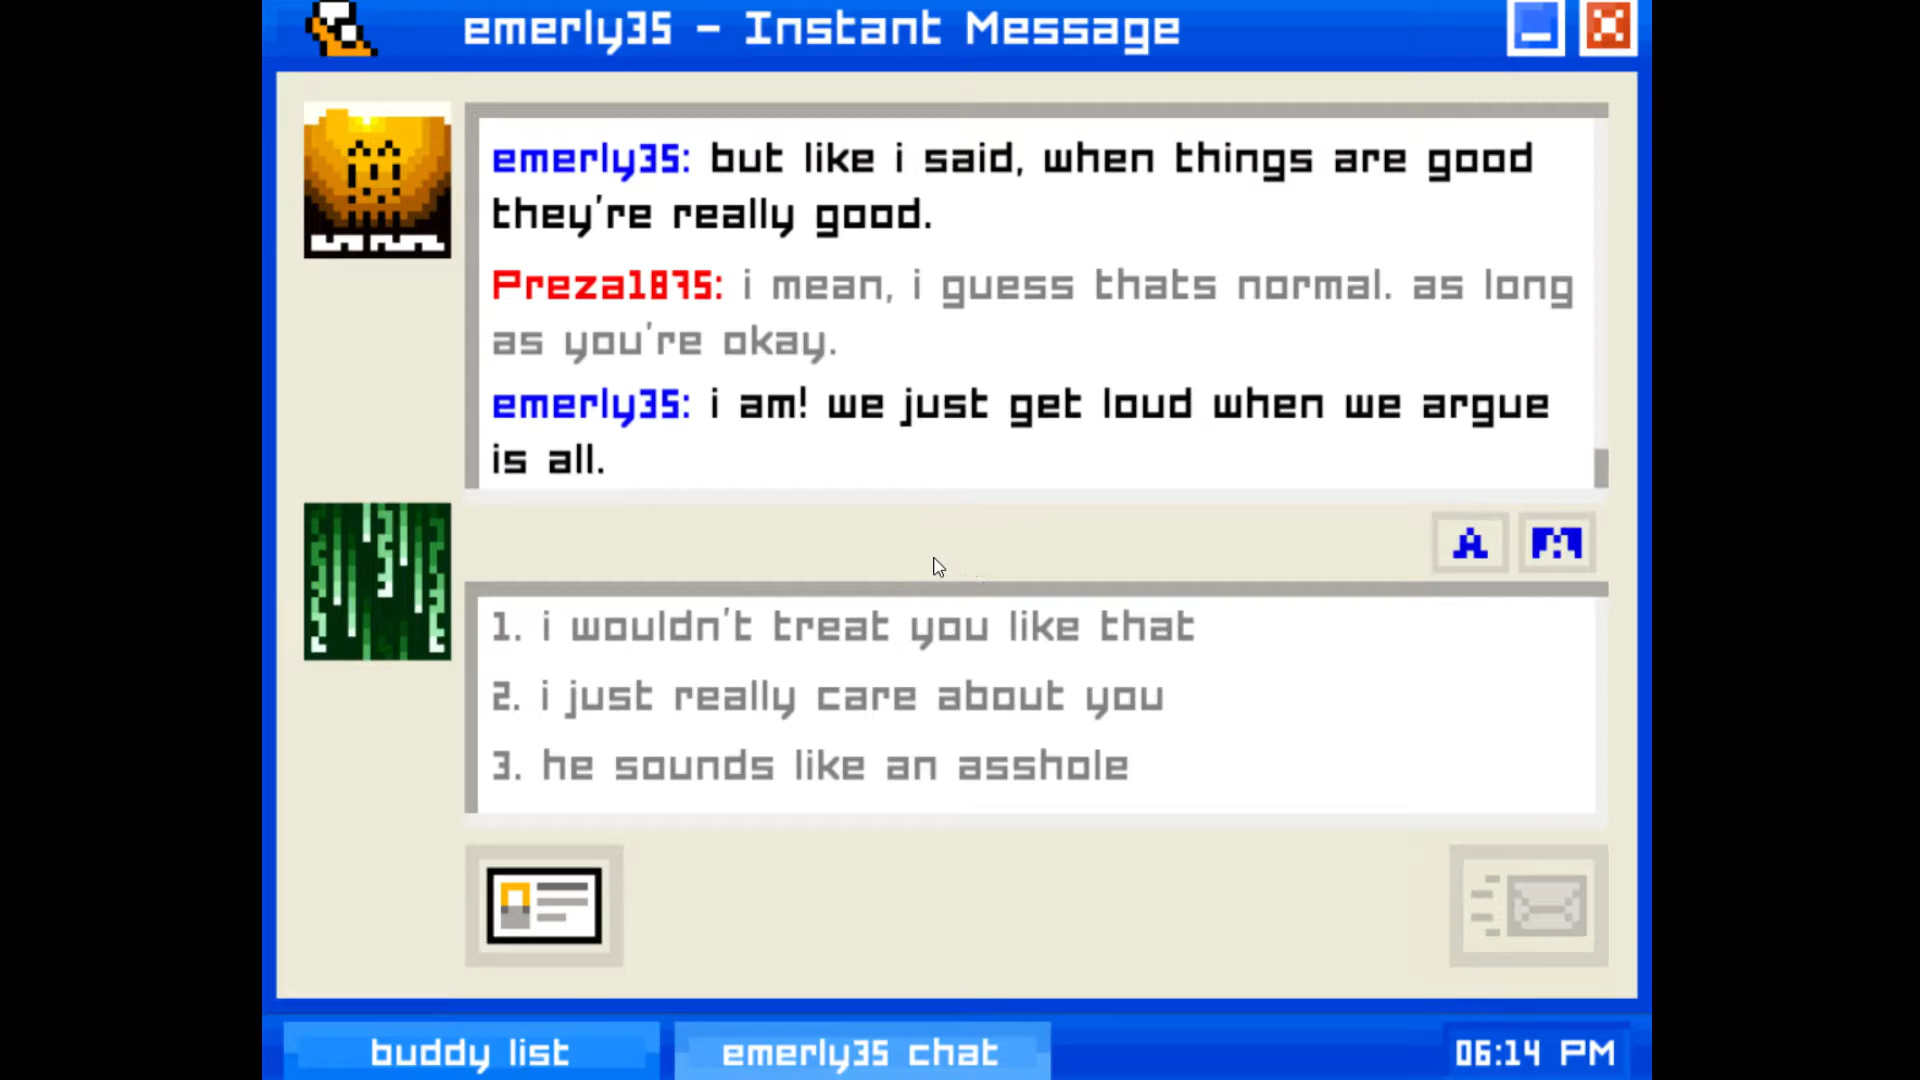 emerly35 - Instant Message
emerly35: but like i said, when things are good
they're really good.
Preza1875: i mean, i guess thats normal. as long
as you're okay.
emerly35: i am! we just get loud when we argue
is all.
A
1. i wouldn't treat you like that
2. i just really care about you
3. he sounds like an asshole
buddy list
emerly35 chat
06:14 PM